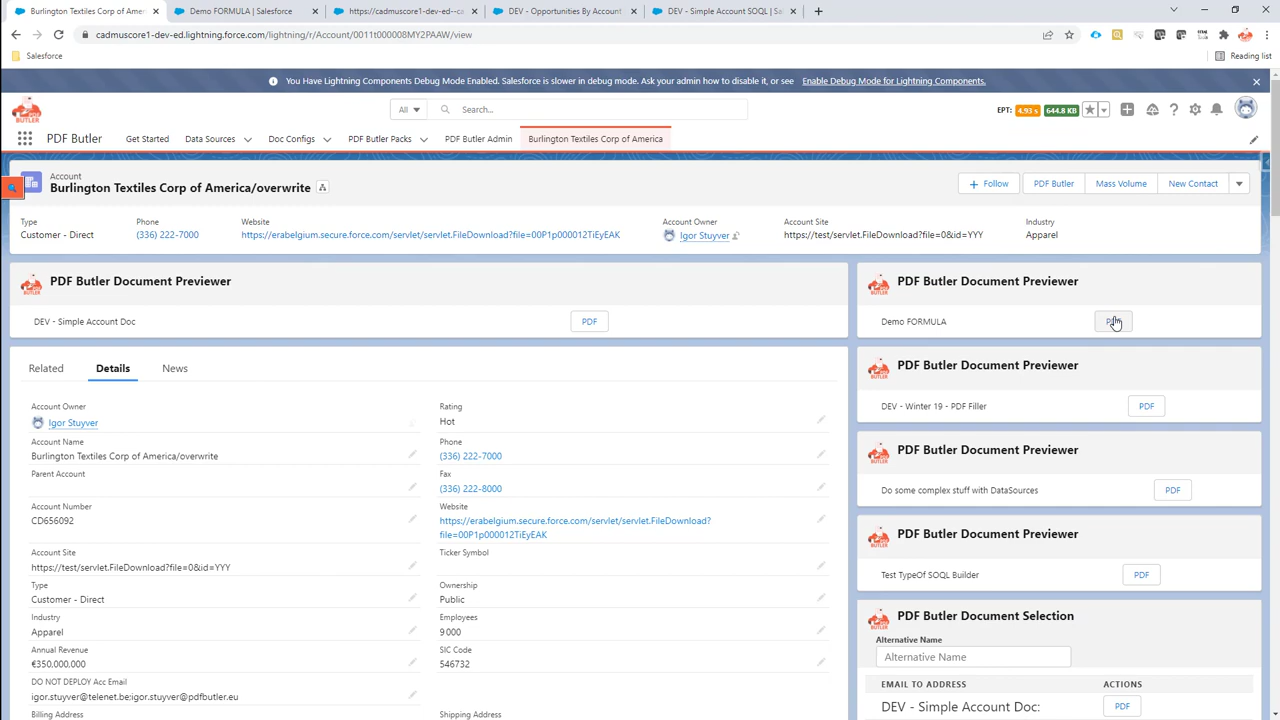 Burlington Textiles Corp of Ameri
Demo FORMULA | Salesforce
https://cadmuscore1-dev-ed--ca
DEV - Opportunities By Account
DEV - Simple Account SOQL | Sal
cadmuscore1-dev-ed.lightning.force.com/lightning/r/Account/0011t000008MY2PAAW/view
Salesforce
Reading list
You Have Lightning Components Debug Mode Enabled. Salesforce is slower in debug mode. Ask your admin how to disable it, or see Enable Debug Mode for Lightning Components.
All
Search...
EPT: 4.93 s 644.8 KB
PDF Butler
Get Started
Data Sources
Doc Configs
PDF Butler Packs
PDF Butler Admin
Burlington Textiles Corp of America
Account
Burlington Textiles Corp of America/overwrite
Follow
PDF Butler
Mass Volume
New Contact
Type
Customer - Direct
Phone
(336) 222-7000
Website
https://erabelgium.secure.force.com/servlet/servlet.FileDownload?file=00P1p000012TiEyEAK
Account Owner
Igor Stuyver
Account Site
https://test/servlet.FileDownload?file=0&id=YYY
Industry
Apparel
PDF Butler Document Previewer
DEV - Simple Account Doc
PDF
PDF Butler Document Previewer
Demo FORMULA
Related
Details
News
Account Owner
Igor Stuyver
Rating
Hot
Account Name
Burlington Textiles Corp of America/overwrite
Phone
(336) 222-7000
Parent Account
Fax
(336) 222-8000
Account Number
CD656092
Website
https://erabelgium.secure.force.com/servlet/servlet.FileDownload?
file=00P1p000012TiEyEAK
Account Site
https://test/servlet.FileDownload?file=0&id=YYY
Ticker Symbol
Type
Customer - Direct
Ownership
Public
Industry
Apparel
Employees
9 000
Annual Revenue
€350.000.000
SIC Code
546732
DO NOT DEPLOY Acc Email
igor.stuyver@telenet.be;igor.stuyver@pdfbutler.eu
Billing Address
Shipping Address
PDF Butler Document Previewer
DEV - Winter 19 - PDF Filler
PDF
PDF Butler Document Previewer
Do some complex stuff with DataSources
PDF
PDF Butler Document Previewer
Test TypeOf SOQL Builder
PDF
PDF Butler Document Selection
Alternative Name
Alternative Name
EMAIL TO ADDRESS
ACTIONS
DEV - Simple Account Doc:
PDF